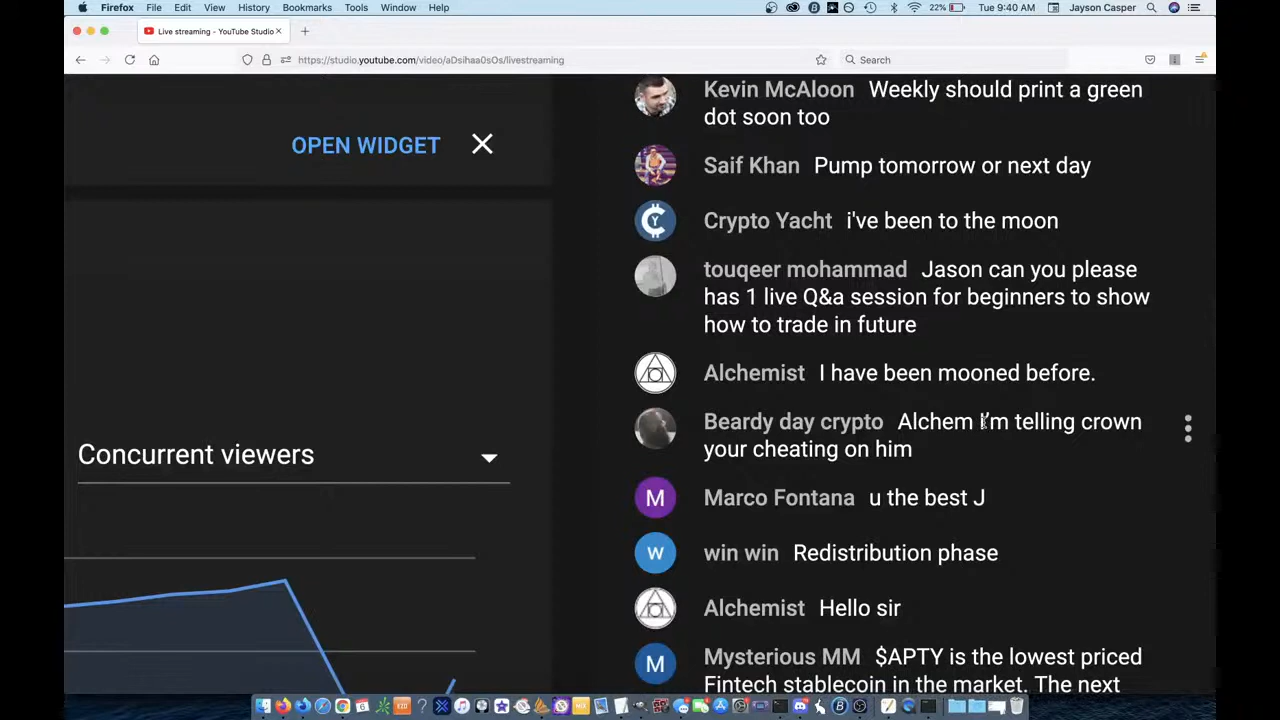 Firefox File Edit View History Bookmarks Tools Window Help 22% Tue 9:40 AM Jayson Casper
Live streaming - YouTube Studio
https://studio.youtube.com/video/aDsihaa0sOs/livestreaming
Search
OPEN WIDGET
Concurrent viewers
Kevin McAloon Weekly should print a green
dot soon too
Saif Khan Pump tomorrow or next day
Crypto Yacht i've been to the moon
touqeer mohammad Jason can you please
has 1 live Q&a session for beginners to show
how to trade in future
Alchemist I have been mooned before.
Beardy day crypto Alchem I'm telling crown
your cheating on him
M
Marco Fontana u the best J
w
win win Redistribution phase
Alchemist Hello sir
M
Mysterious MM $APTY is the lowest priced
Fintech stablecoin in the market. The next